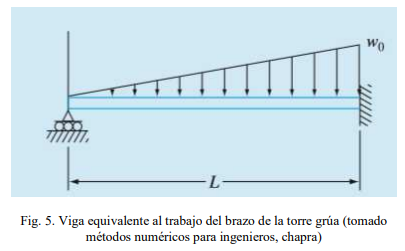 w0
L
Fig. 5. Viga equivalente al trabajo del brazo de la torre grúa (tomado
métodos numéricos para ingenieros, chapra)